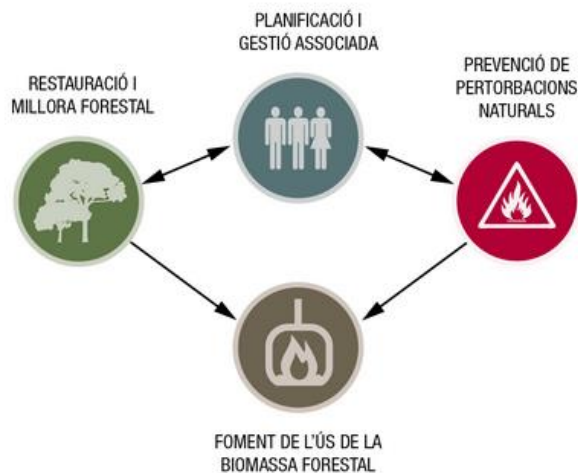 PLANIFICACIÓ I
GESTIÓ ASSOCIADA
RESTAURACIÓ I
MILLORA FORESTAL
PREVENCIÓ DE
PERTORBACIONS
NATURALS
FOMENT DE L'ÚS DE LA
BIOMASSA FORESTAL